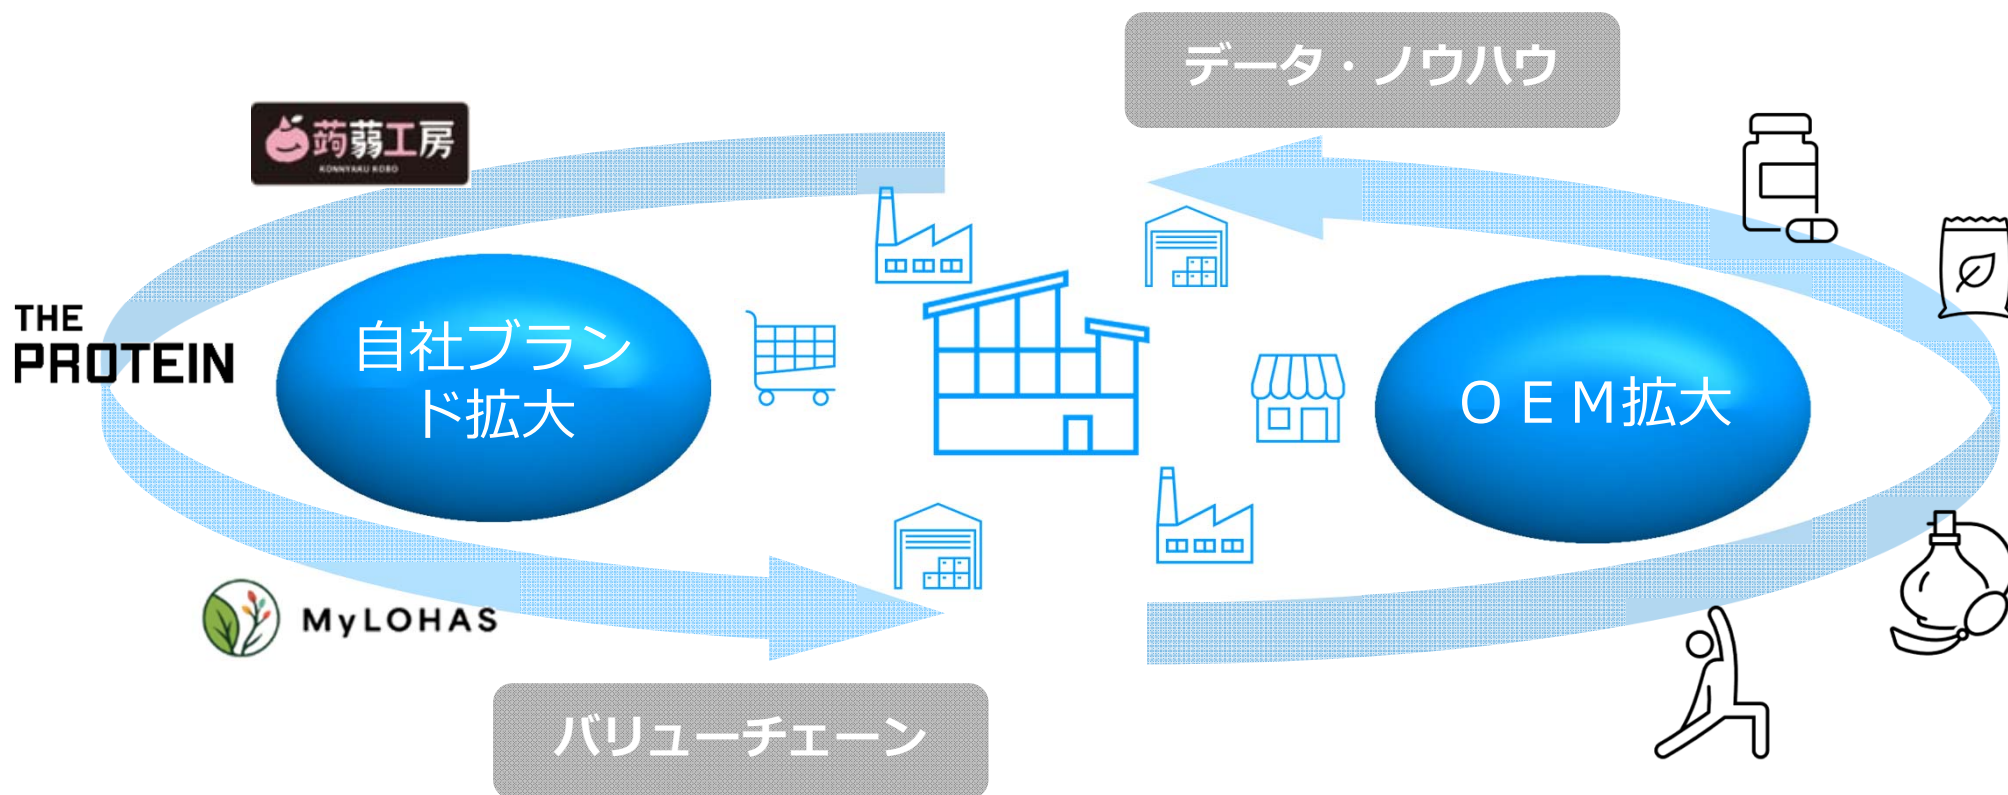 データ・ノウハウ
蒟蒻工房
KONNYAKU KOBO
THE
PROTEIN
自社ブラン
ド拡大
ＯＥＭ拡大
MyLOHAS
バリューチェーン